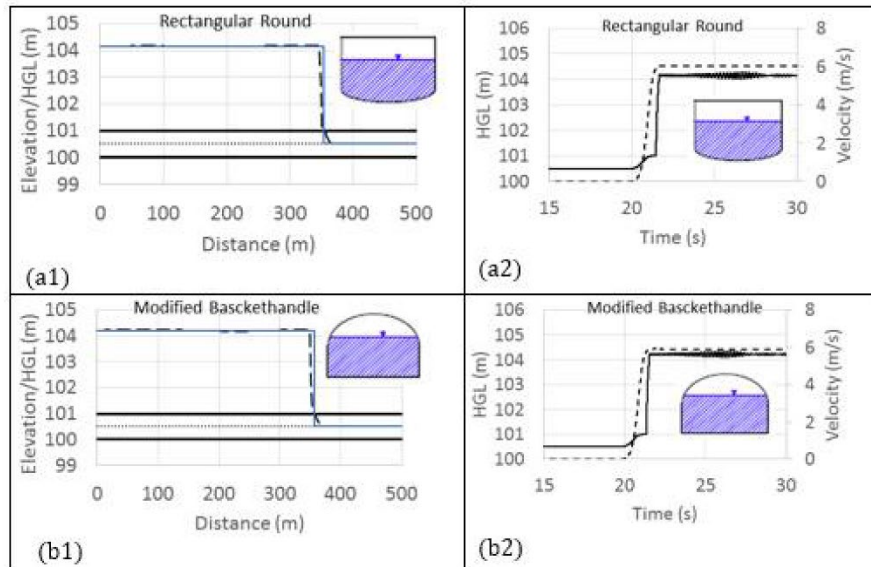 Rectangular Round
105
104
103
102
101
100
99
Elevation/HGL (m)
0 100 200 300 400 500
Distance (m)
(a1)
Rectangular Round
106
105
104
103
102
101
100
HGL (m)
8
6
4
2
0
Velocity (m/s)
15 20 25 30
Time (s)
(a2)
Modified Basckethandle
105
104
103
102
101
100
99
Elevation/HGL (m)
0 100 200 300 400 500
Distance (m)
(b1)
Modified Basckethandle
106
105
104
103
102
101
100
HGL (m)
8
6
4
2
0
Velocity (m/s)
15 20 25 30
Time (s)
(b2)